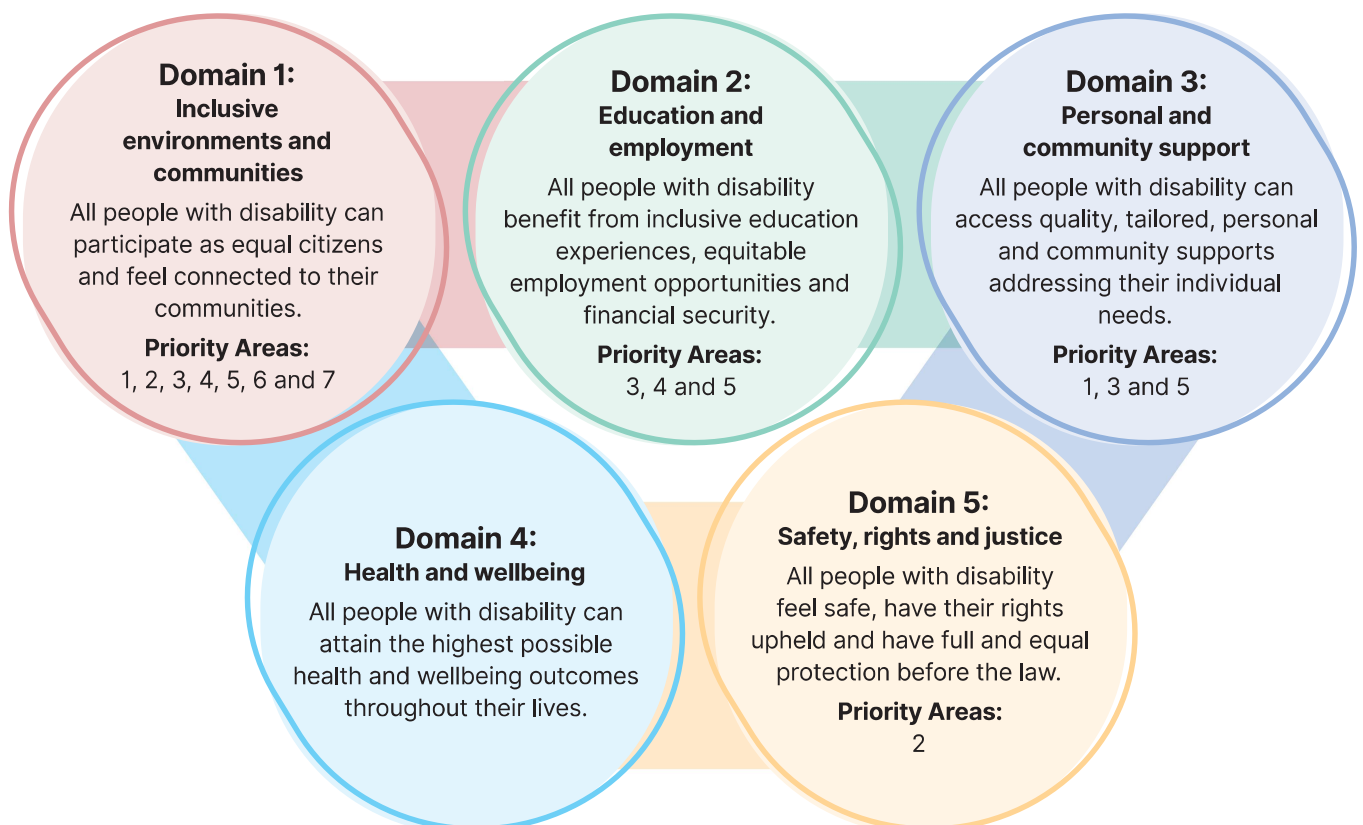 Domain 1:
Inclusive
environments and
communities
All people with disability can
participate as equal citizens
and feel connected to their
communities.
Priority Areas:
1, 2, 3, 4, 5, 6 and 7
Domain 2:
Education and
employment
All people with disability
benefit from inclusive education
experiences, equitable
employment opportunities and
financial security.
Priority Areas:
3, 4 and 5
Domain 3:
Personal and
community support
All people with disability can
access quality, tailored, personal
and community supports
addressing their individual
needs.
Priority Areas:
1, 3 and 5
Domain 4:
Health and wellbeing
All people with disability can
attain the highest possible
health and wellbeing outcomes
throughout their lives.
Domain 5:
Safety, rights and justice
All people with disability
feel safe, have their rights
upheld and have full and equal
protection before the law.
Priority Areas:
2